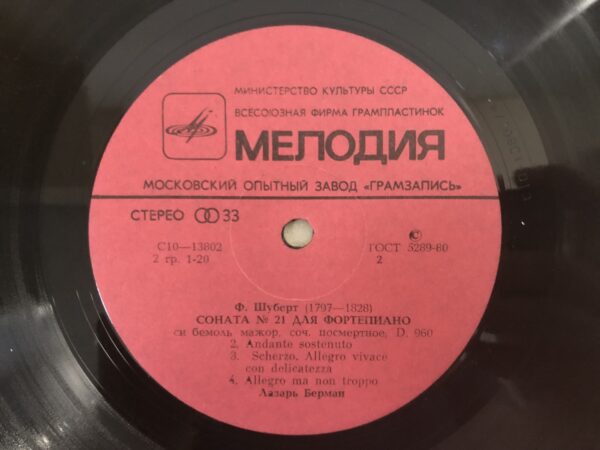 МИНИСТЕРСТВО КУЛЬТУРЫ СССР
ВСЕСОЮЗНАЯ ФИРМА ГРАМПЛАСТИНОК
МЕЛОДИЯ
МОСКОВСКИЙ ОПЫТНЫЙ ЗАВОД «ГРАМЗАПИСЬ»
СТЕРЕО 33
С10—13802
2 гр. 1-20
©
ГОСТ 5289-80
2
Ф. Шуберт (1797—1828)
СОНАТА № 21 ДЛЯ ФОРТЕПИАНО
си бемоль мажор, соч. посмертное, D. 960
2. Andante sostenuto
3. Scherzo. Allegro vivace
con delicatezza
4. Allegro ma non troppo
Лазарь Берман